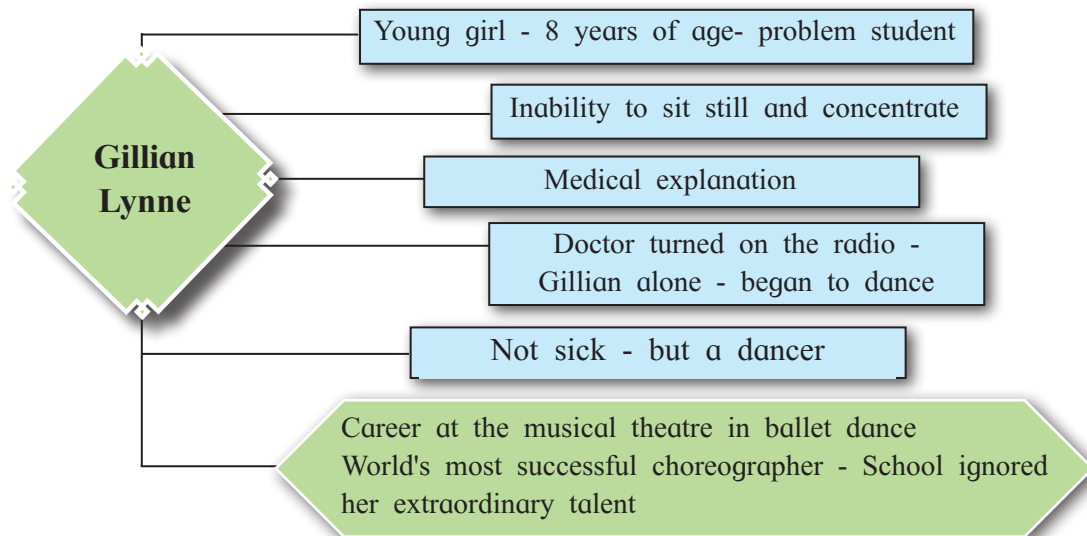 Gillian
Lynne
Young girl - 8 years of age- problem student
Inability to sit still and concentrate
Medical explanation
Doctor turned on the radio -
Gillian alone - began to dance
Not sick - but a dancer
Career at the musical theatre in ballet dance
World's most successful choreographer - School ignored
her extraordinary talent